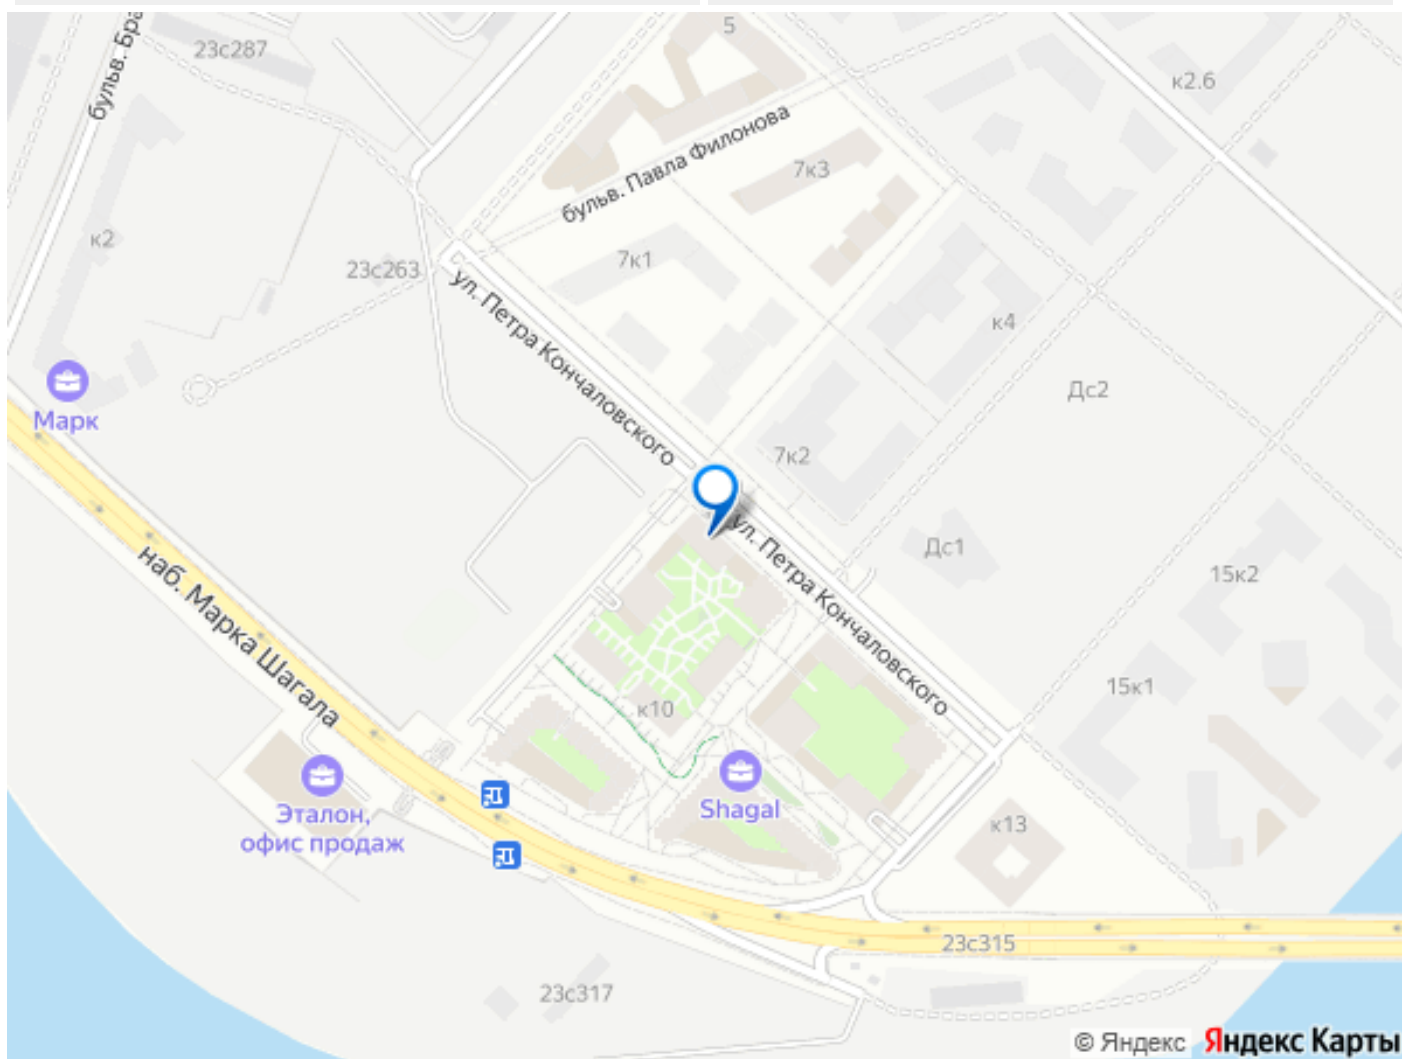 5
23с287
бульв. Бра
к2.6
бульв. Павла Филонова
7к3
к2
23с263
7к1
ул. Петра Кончаловского
к4
Марк
Дс2
7к2
ул. Петра Кончаловского
Дс1
15к2
наб. Марка Шагала
15к1
к10
Shagal
Эталон,
офис продаж
к13
23с315
23с317
© Яндекс Яндекс Карты